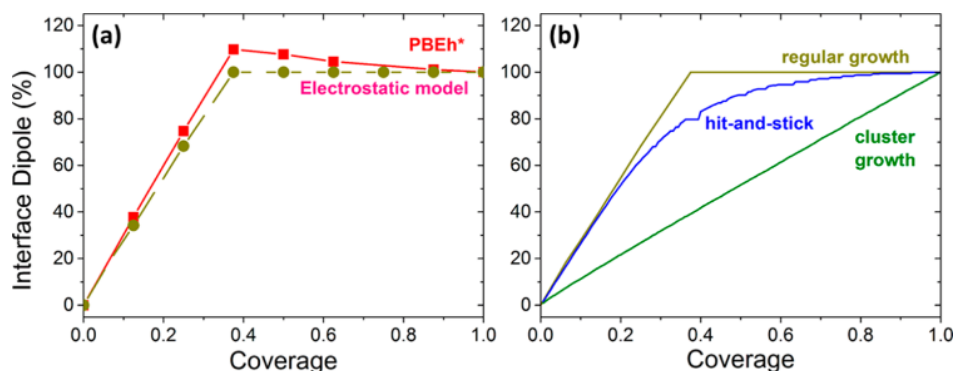 120
(a)
PBEh*
100
Electrostatic model
80
60
40
20
0
0.0 0.2 0.4 0.6 0.8 1.0
Interface Dipole (%)
Coverage
120
(b)
regular growth
100
hit-and-stick
80
cluster
growth
60
40
20
0
0.0 0.2 0.4 0.6 0.8 1.0
Coverage